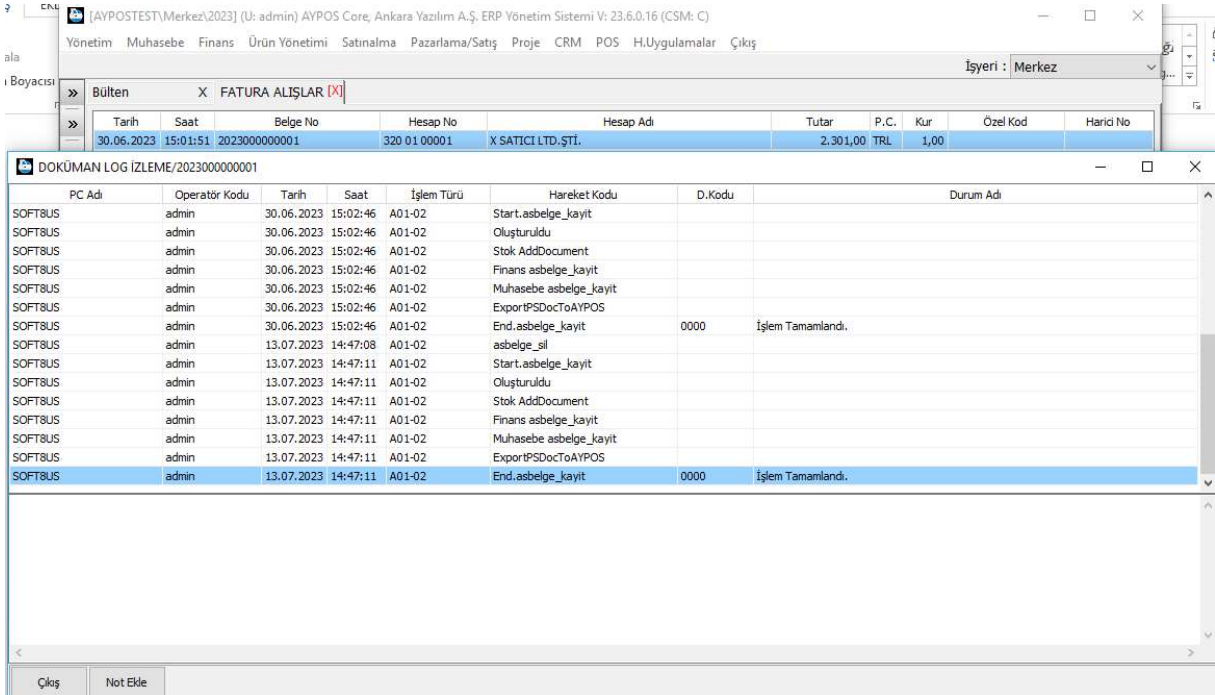 [AYPOSTEST\Merkez\2023] (U: admin) AYPOS Core, Ankara Yazılım A.Ş. ERP Yönetim Sistemi V: 23.6.0.16 (CSM: C)
Yönetim Muhasebe Finans Ürün Yönetimi Satınalma Pazarlama/Satış Proje CRM POS H.Uygulamalar Çıkış
ala
Boyacısı
İşyeri : Merkez
» Bülten X FATURA ALIŞLAR [X]
» Tarih Saat Belge No Hesap No Hesap Adı Tutar P.C. Kur Özel Kod Harici No
30.06.2023 15:01:51 2023000000001 320 01 00001 X SATICI LTD.ŞTİ. 2.301,00 TRL 1,00
DOKÜMAN LOG İZLEME/2023000000001
PC Adı Operatör Kodu Tarih Saat İşlem Türü Hareket Kodu D.Kodu Durum Adı
SOFT8US admin 30.06.2023 15:02:46 A01-02 Start.asbelge_kayit
SOFT8US admin 30.06.2023 15:02:46 A01-02 Oluşturuldu
SOFT8US admin 30.06.2023 15:02:46 A01-02 Stok AddDocument
SOFT8US admin 30.06.2023 15:02:46 A01-02 Finans asbelge_kayit
SOFT8US admin 30.06.2023 15:02:46 A01-02 Muhasebe asbelge_kayit
SOFT8US admin 30.06.2023 15:02:46 A01-02 ExportPSDocToAYPOS
SOFT8US admin 30.06.2023 15:02:46 A01-02 End.asbelge_kayit 0000 İşlem Tamamlandı.
SOFT8US admin 13.07.2023 14:47:08 A01-02 asbelge_sil
SOFT8US admin 13.07.2023 14:47:11 A01-02 Start.asbelge_kayit
SOFT8US admin 13.07.2023 14:47:11 A01-02 Oluşturuldu
SOFT8US admin 13.07.2023 14:47:11 A01-02 Stok AddDocument
SOFT8US admin 13.07.2023 14:47:11 A01-02 Finans asbelge_kayit
SOFT8US admin 13.07.2023 14:47:11 A01-02 Muhasebe asbelge_kayit
SOFT8US admin 13.07.2023 14:47:11 A01-02 ExportPSDocToAYPOS
SOFT8US admin 13.07.2023 14:47:11 A01-02 End.asbelge_kayit 0000 İşlem Tamamlandı.
Çıkış Not Ekle